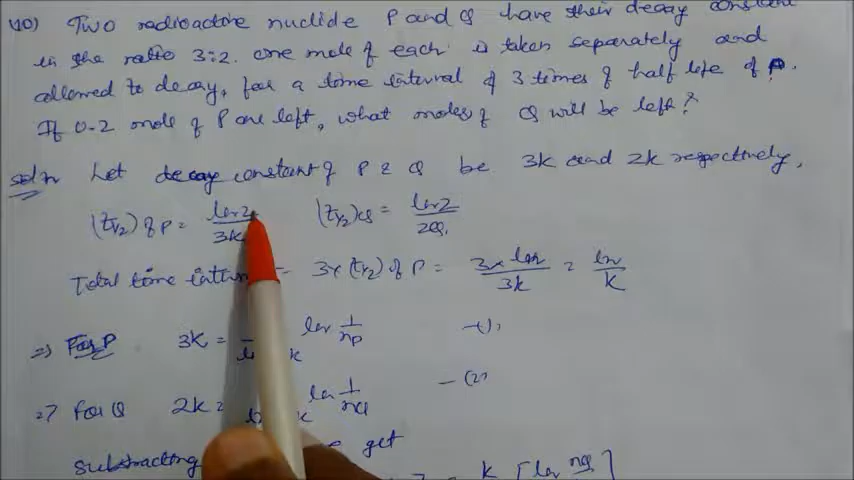 (10) Two radioactive nuclide P and Q have their decay constant
in the ratio 3:2. one mole of each is taken separately and
allowed to decay, for a time interval of 3 times of half life of P.
If 0.2 mole of P are left, what moles of Q will be left?
soln Let decay constant of P & Q be 3k and 2k respectively,
(t1/2) of P = ln2/3k (t1/2)Q = ln2/2Q.
Total time = 3x (t1/2) of P = 3x ln2/3k = ln2/k
=> For P 3k = k ln 1/nP -(1),
=> For Q 2k = k ln 1/nQ - (2)
subtracting get
k [ln nQ